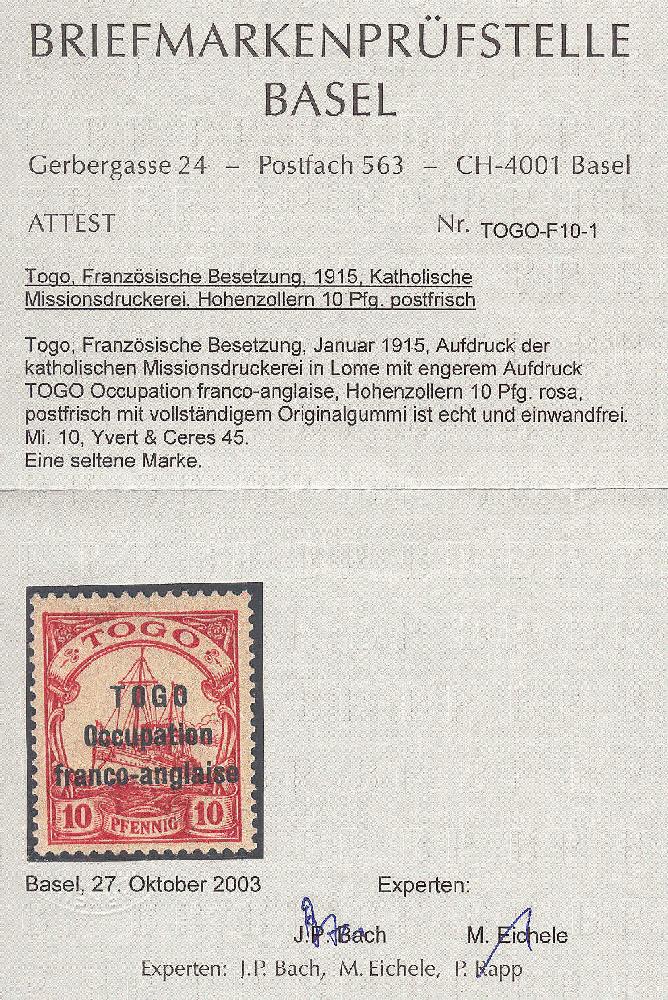 BRIEFMARKENPRÜFSTELLE
BASEL
Gerbergasse 24 – Postfach 563 – CH-4001 Basel
ATTEST Nr. TOGO-F10-1
Togo, Französische Besetzung, 1915, Katholische
Missionsdruckerei, Hohenzollern 10 Pfg. postfrisch
Togo, Französische Besetzung, Januar 1915, Aufdruck der
katholischen Missionsdruckerei in Lome mit engerem Aufdruck
TOGO Occupation franco-anglaise, Hohenzollern 10 Pfg. rosa,
postfrisch mit vollständigem Originalgummi ist echt und einwandfrei.
Mi. 10, Yvert & Ceres 45.
Eine seltene Marke.
TOGO
TOGO
Occupation
franco-anglaise
10 PFENNIG 10
Basel, 27. Oktober 2003 Experten:
J.P. Bach M. Eichele
Experten: J.P. Bach, M. Eichele, P. Rapp